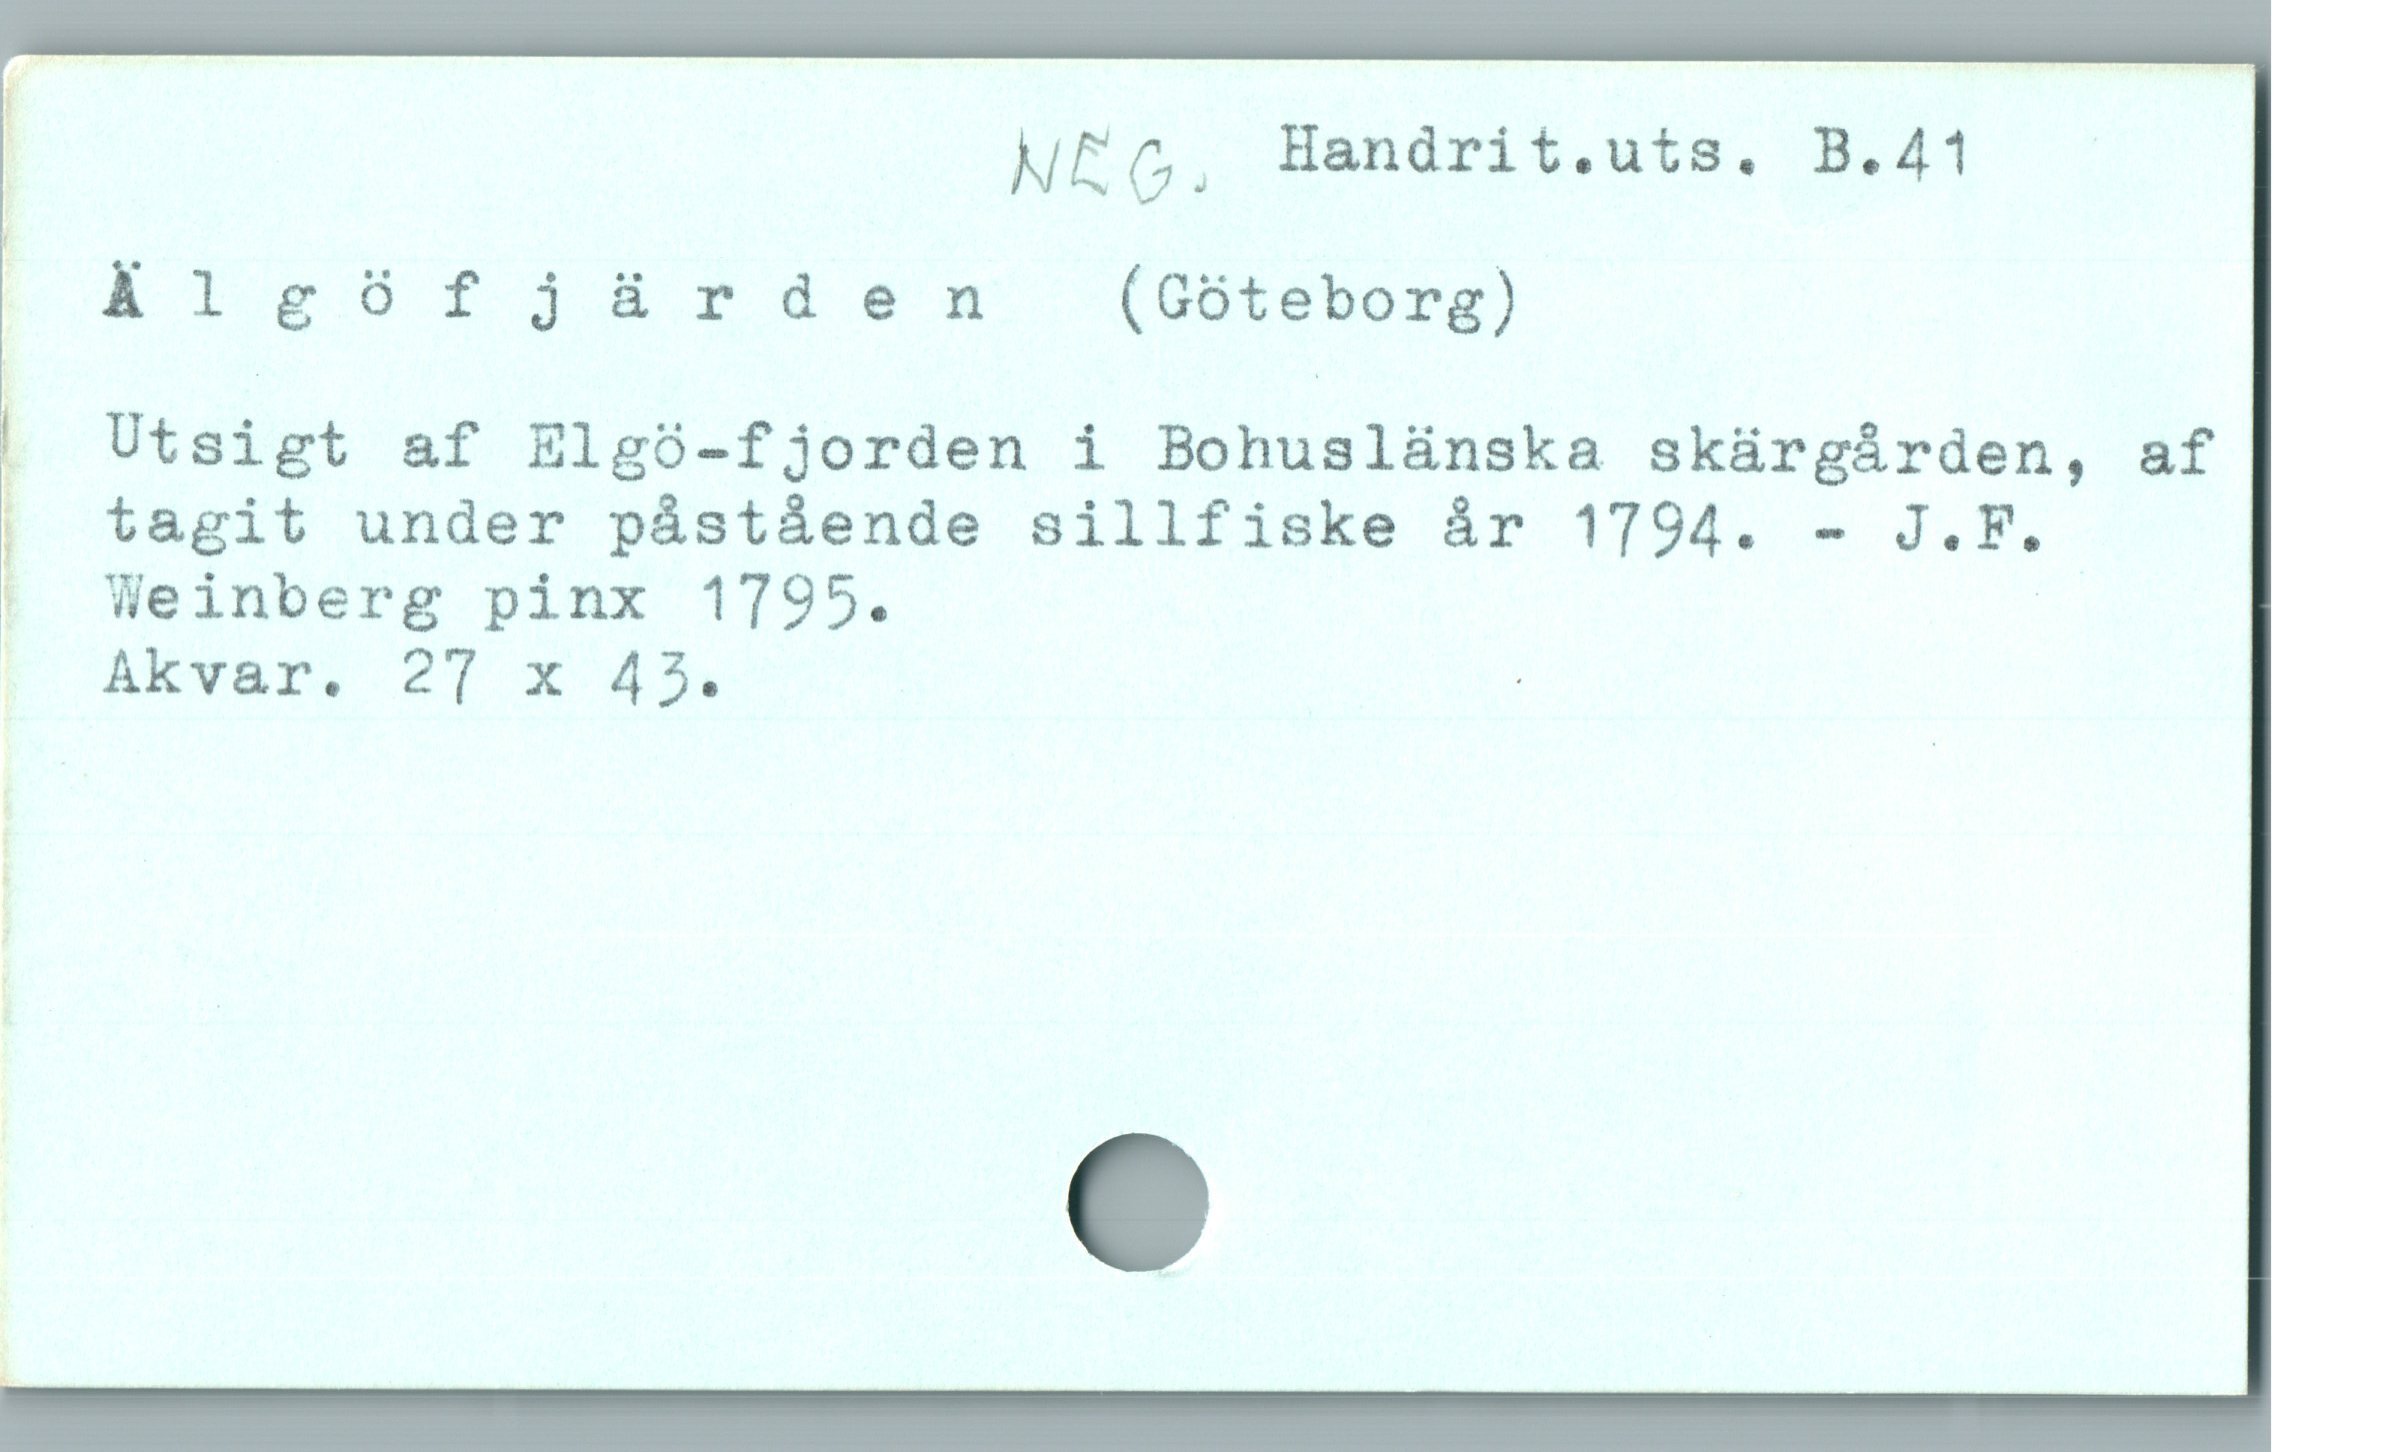 NEG. Handrit.uts. B.41
Ä l g ö f j ä r d e n (Göteborg)
Utsigt af Elgö-fjorden i Bohuslänska skärgården, af
tagit under påstående sillfiske år 1794. - J.F.
Weinberg pinx 1795.
Akvar. 27 x 43.